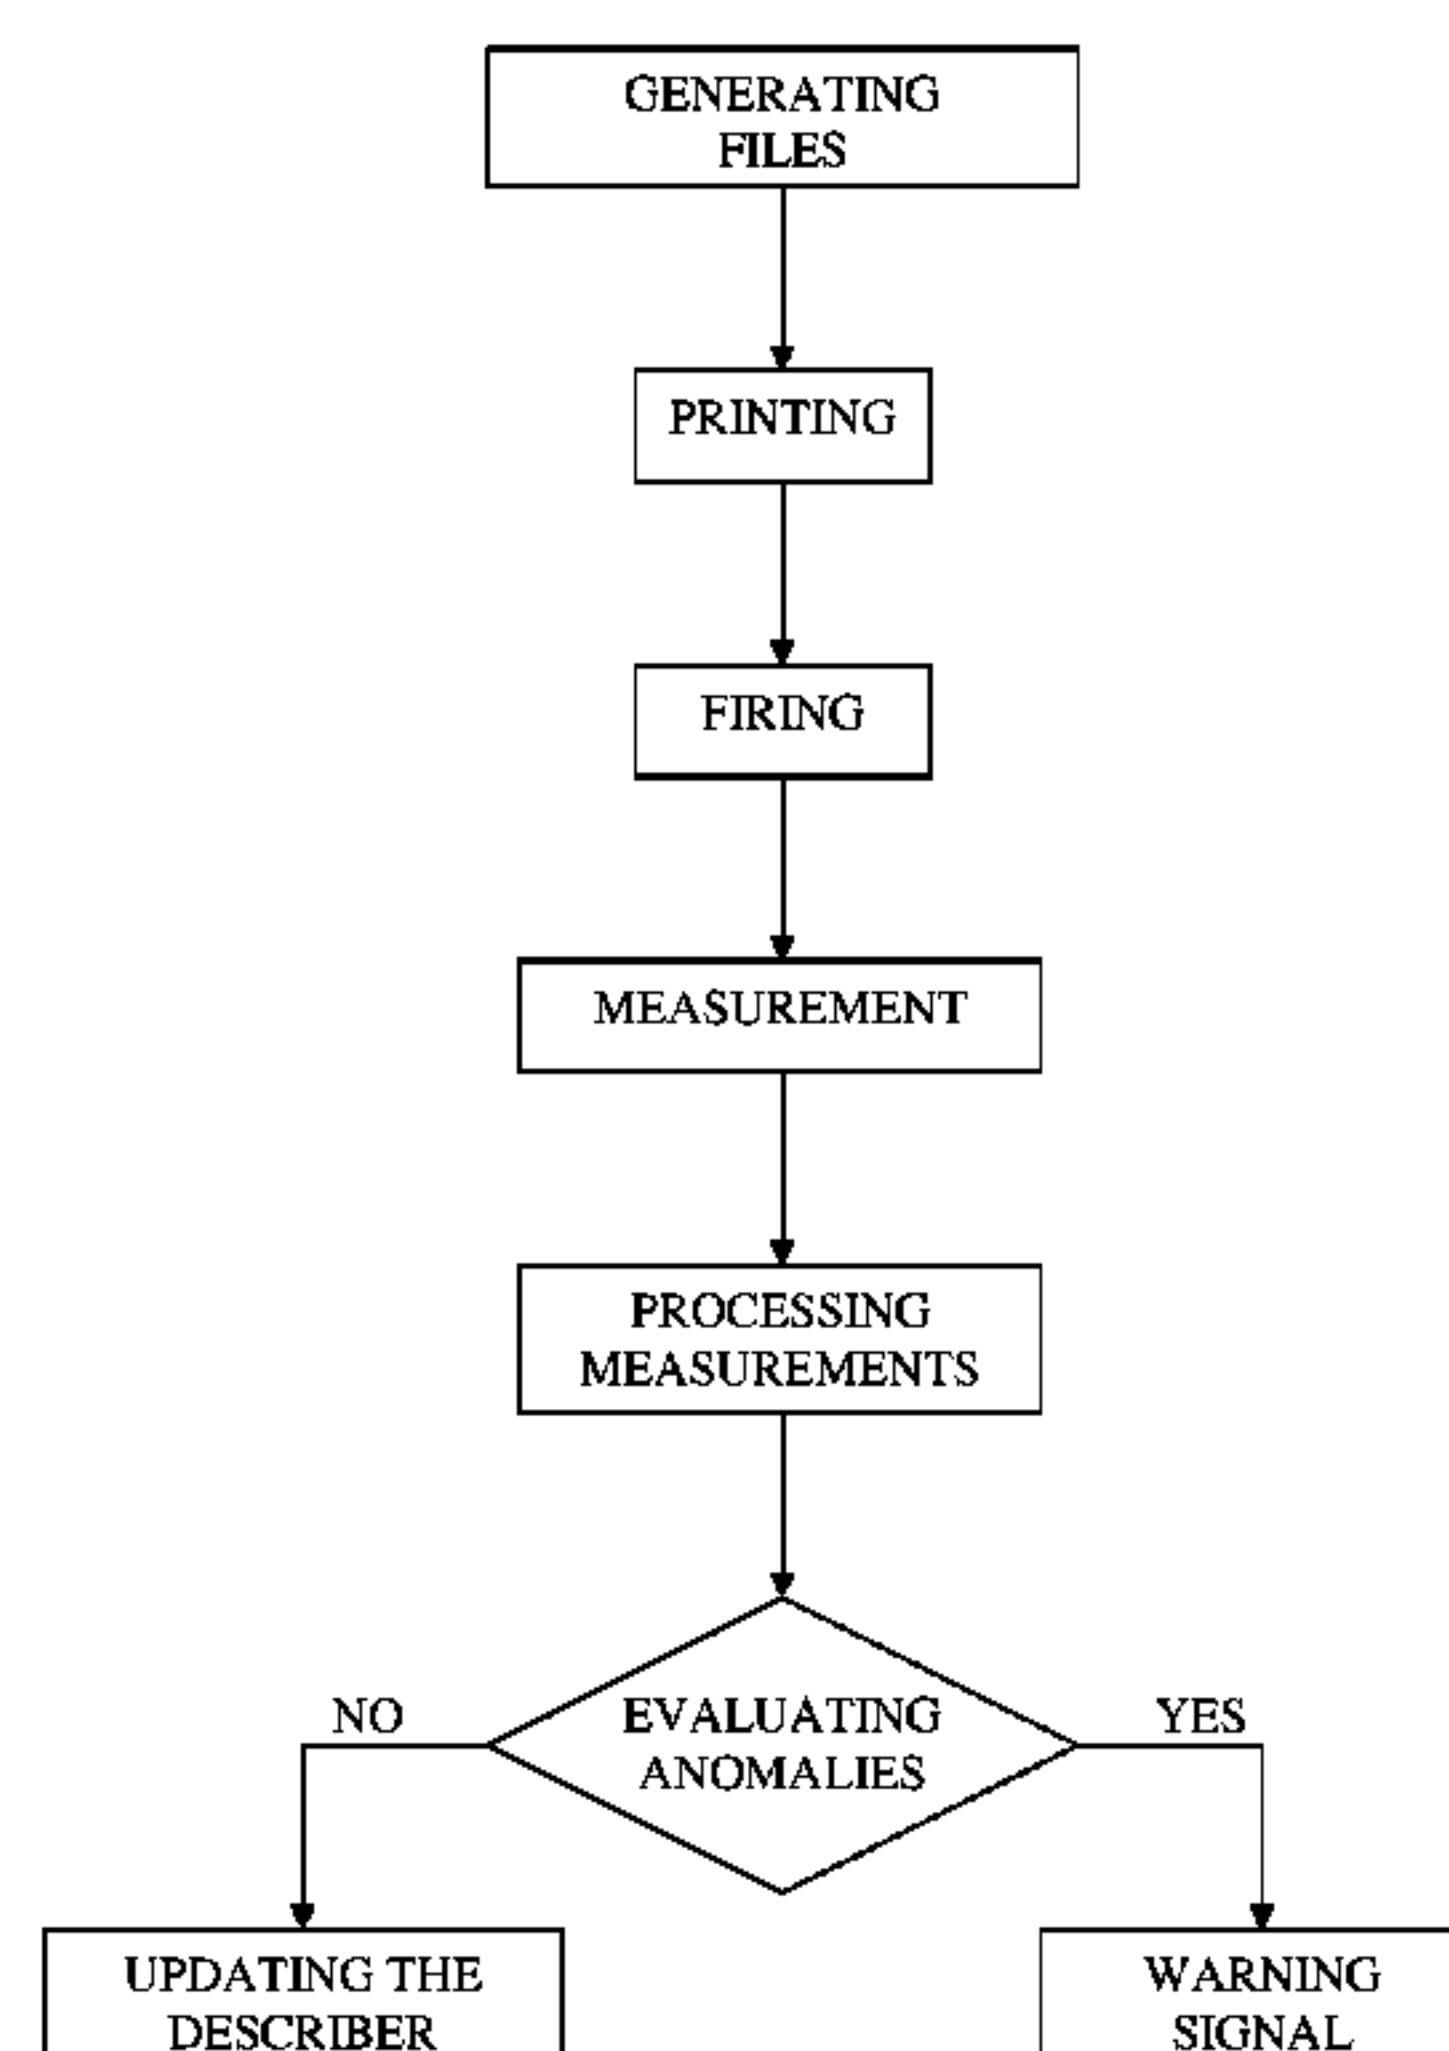 GENERATING
FILES
PRINTING
FIRING
MEASUREMENT
PROCESSING
MEASUREMENTS
NO
EVALUATING
ANOMALIES
YES
UPDATING THE
DESCRIBER
WARNING
SIGNAL